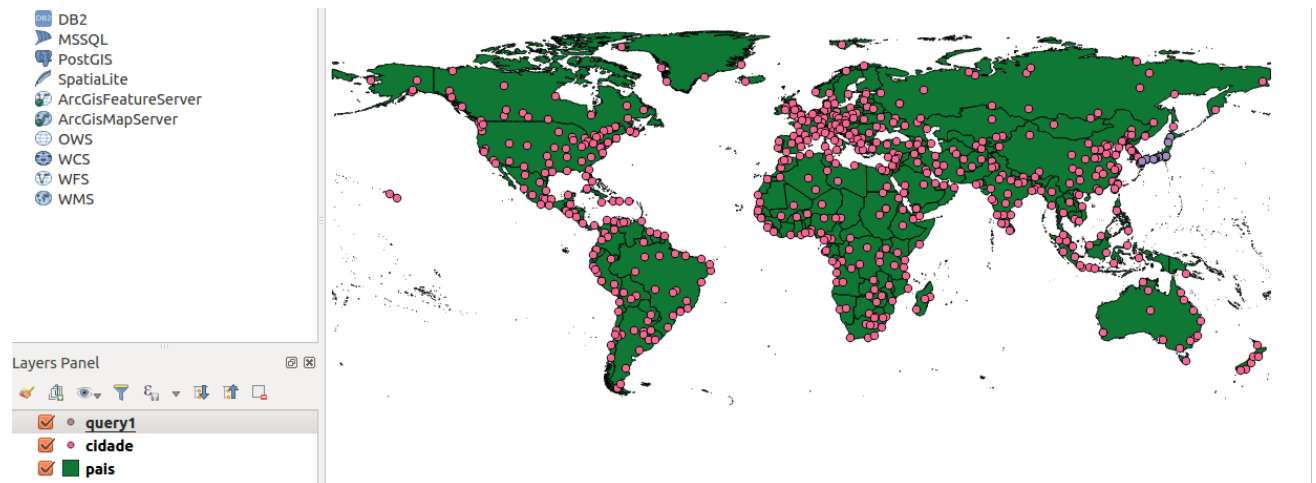 DB2
MSSQL
PostGIS
SpatiaLite
ArcGisFeatureServer
ArcGisMapServer
OWS
WCS
WFS
WMS
Layers Panel
query1
cidade
pais